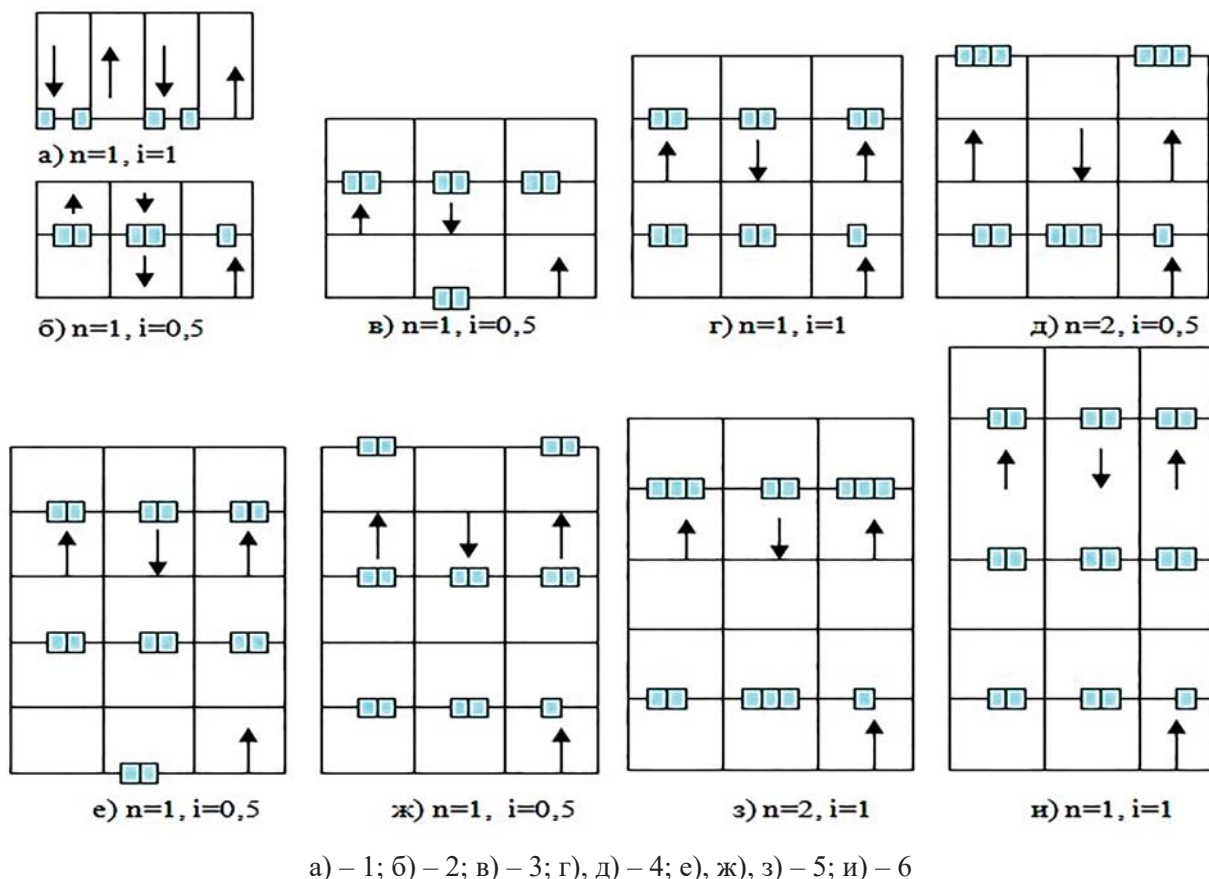 а) n=1, i=1
б) n=1, i=0,5
в) n=1, i=0,5
г) n=1, i=1
д) n=2, i=0,5
е) n=1, i=0,5
ж) n=1, i=0,5
з) n=2, i=1
и) n=1, i=1
а) – 1; б) – 2; в) – 3; г), д) – 4; е), ж), з) – 5; и) – 6